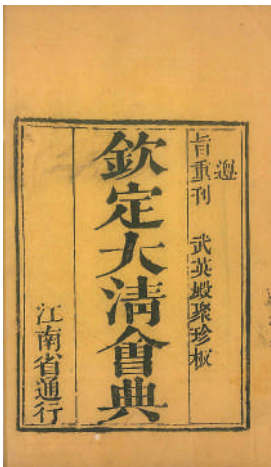 遵
旨重刊 武英殿聚珍板
欽定大清會典
江南省通行